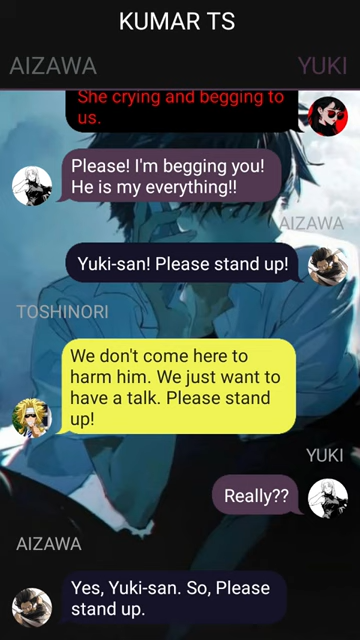 KUMAR TS
AIZAWA
YUKI
She crying and begging to
us.
Please! I'm begging you!
He is my everything!!
AIZAWA
Yuki-san! Please stand up!
TOSHINORI
We don't come here to
harm him. We just want to
have a talk. Please stand
up!
YUKI
Really??
AIZAWA
Yes, Yuki-san. So, Please
stand up.